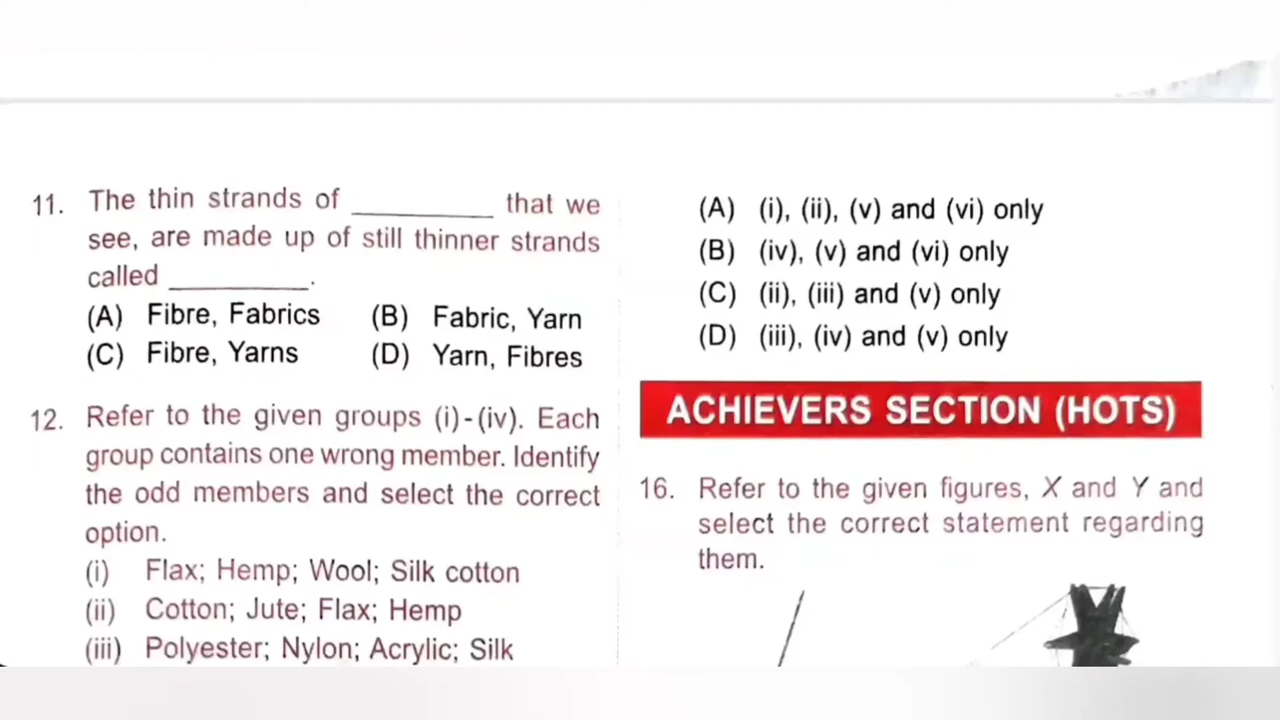 11. The thin strands of __________ that we
see, are made up of still thinner strands
called __________.
(A) Fibre, Fabrics (B) Fabric, Yarn
(C) Fibre, Yarns (D) Yarn, Fibres
12. Refer to the given groups (i)-(iv). Each
group contains one wrong member. Identify
the odd members and select the correct
option.
(i) Flax; Hemp; Wool; Silk cotton
(ii) Cotton; Jute; Flax; Hemp
(iii) Polyester; Nylon; Acrylic; Silk
(A) (i), (ii), (v) and (vi) only
(B) (iv), (v) and (vi) only
(C) (ii), (iii) and (v) only
(D) (iii), (iv) and (v) only
ACHIEVERS SECTION (HOTS)
16. Refer to the given figures, X and Y and
select the correct statement regarding
them.